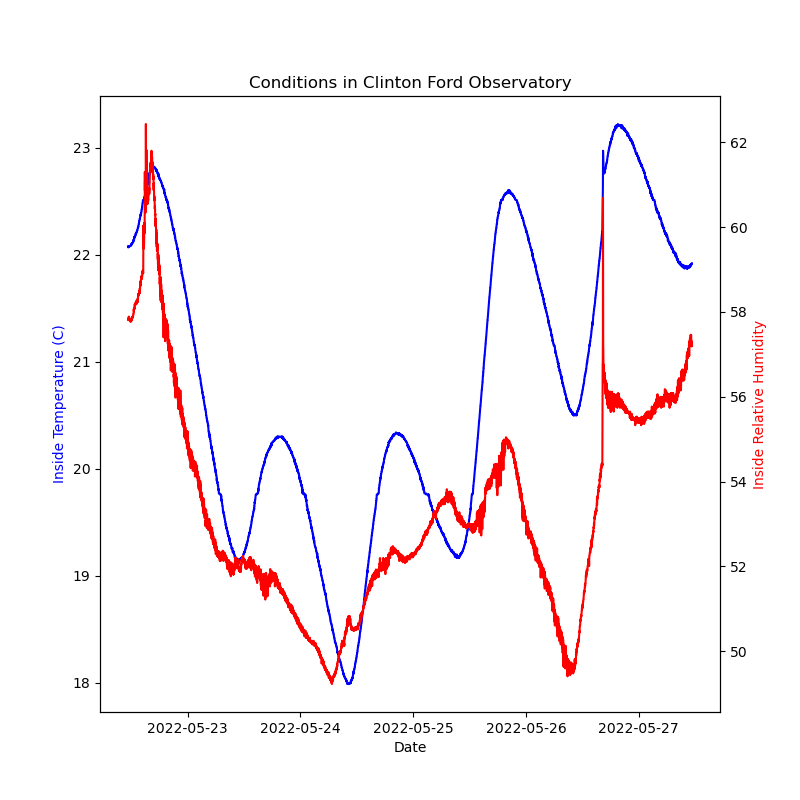 Conditions in Clinton Ford Observatory
Inside Temperature (C)
23
22
21
20
19
18
62
60
58
56
54
52
50
Inside Relative Humidity
2022-05-23 2022-05-24 2022-05-25 2022-05-26 2022-05-27
Date